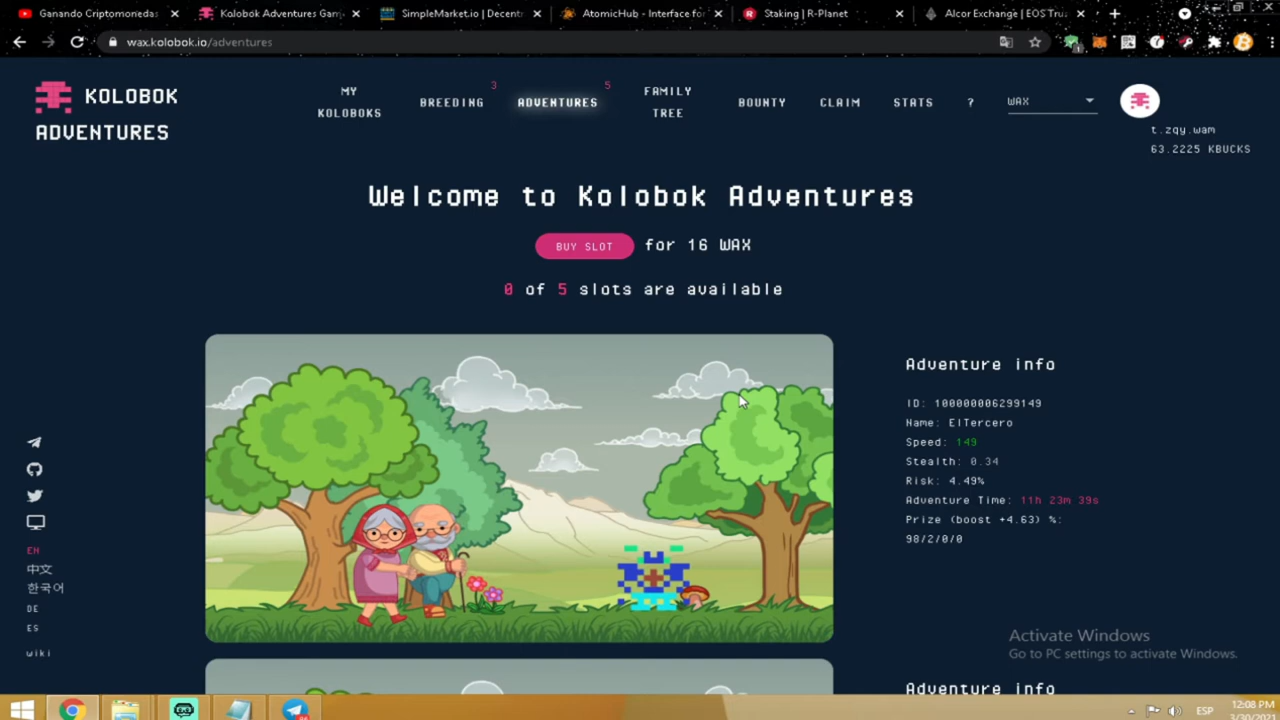 Ganando Criptomonedas
Kolobok Adventures Gam
SimpleMarket.io | Decent
AtomicHub - Interface for
Staking | R-Planet
Alcor Exchange | EOS Tru
wax.kolobok.io/adventures
KOLOBOK
ADVENTURES
MY
KOLOBOKS
BREEDING 3
ADVENTURES 5
FAMILY
TREE
BOUNTY
CLAIM
STATS
?
WAX
t.zqy.wam
63.2225 KBUCKS
Welcome to Kolobok Adventures
BUY SLOT for 16 WAX
0 of 5 slots are available
Adventure info
ID: 100000006299149
Name: ElTercero
Speed: 149
Stealth: 0.34
Risk: 4.49%
Adventure Time: 11h 23m 39s
Prize (boost +4.63) %:
98/2/0/0
EN
中文
한국어
DE
ES
wiki
Activate Windows
Go to PC settings to activate Windows.
Adventure info
ESP
12:08 PM
3/30/2021